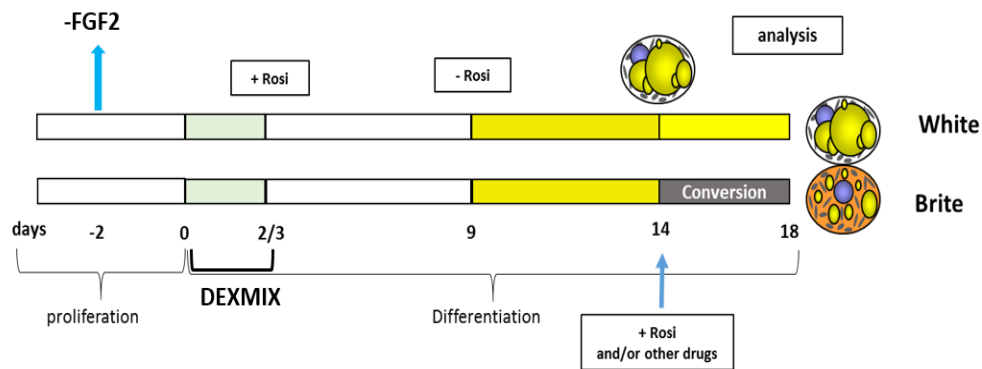 -FGF2
analysis
+ Rosi
- Rosi
White
Conversion
Brite
days
-2
0
2/3
9
14
18
DEXMIX
proliferation
Differentiation
+ Rosi
and/or other drugs